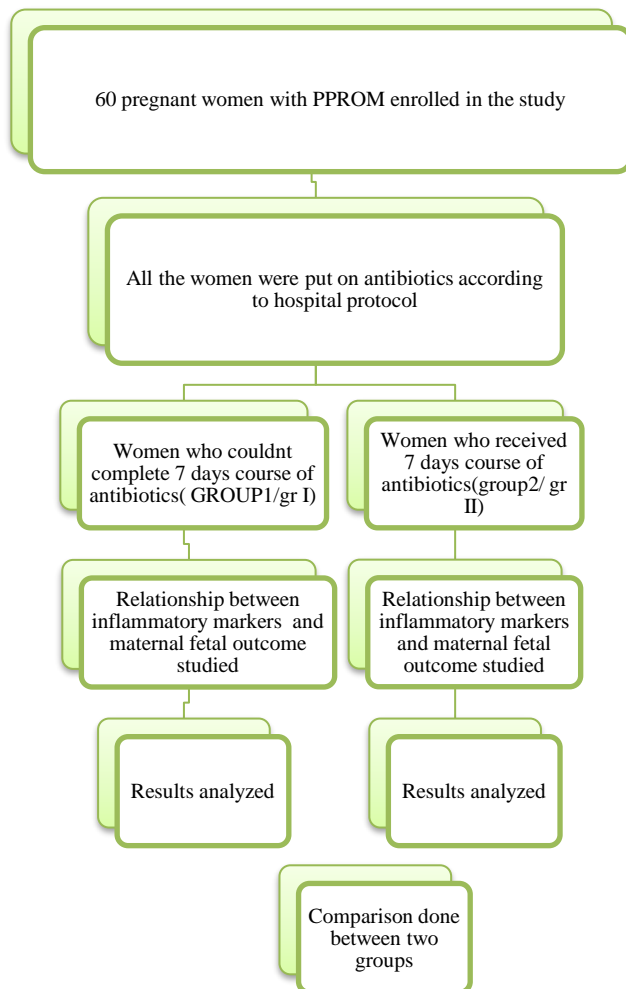 60 pregnant women with PPROM enrolled in the study
All the women were put on antibiotics according
to hospital protocol
Women who couldnt
complete 7 days course of
antibiotics( GROUP1/gr I)
Women who received
7 days course of
antibiotics(group2/ gr
II)
Relationship between
inflammatory markers and
maternal fetal outcome
studied
Relationship between
inflammatory markers
and maternal fetal
outcome studied
Results analyzed
Results analyzed
Comparison done
between two
groups